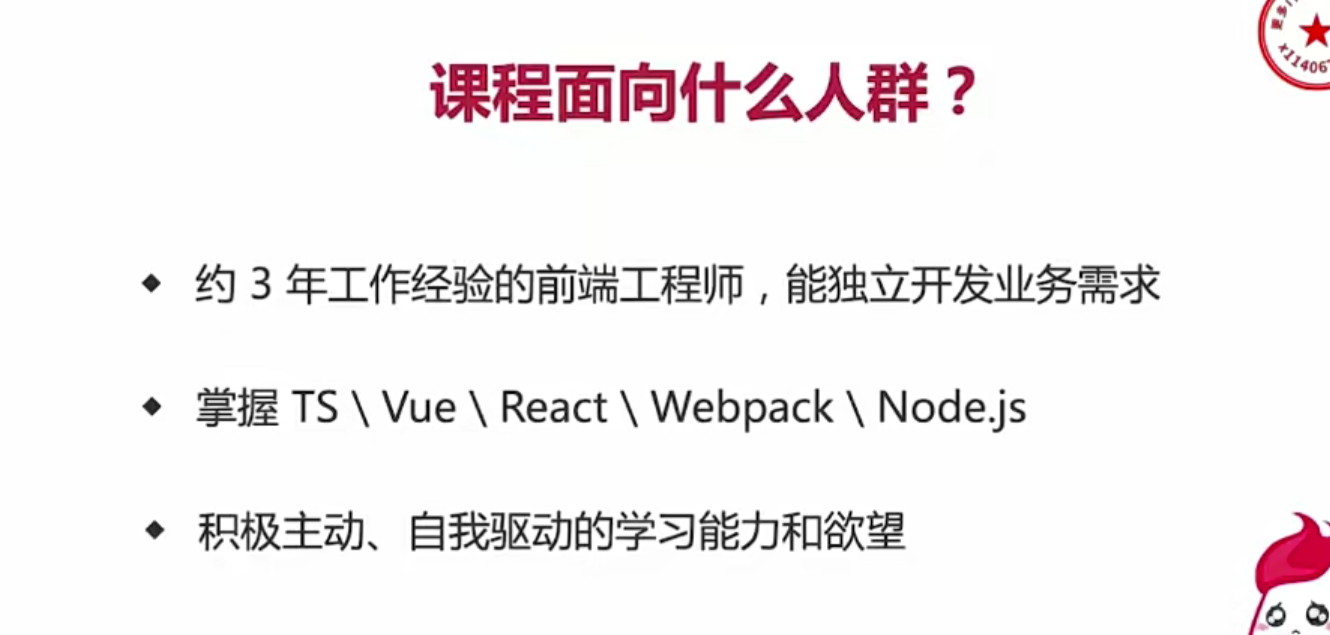 课程面向什么人群？
◆ 约 3 年工作经验的前端工程师，能独立开发业务需求
◆ 掌握 TS \ Vue \ React \ Webpack \ Node.js
◆ 积极主动、自我驱动的学习能力和欲望